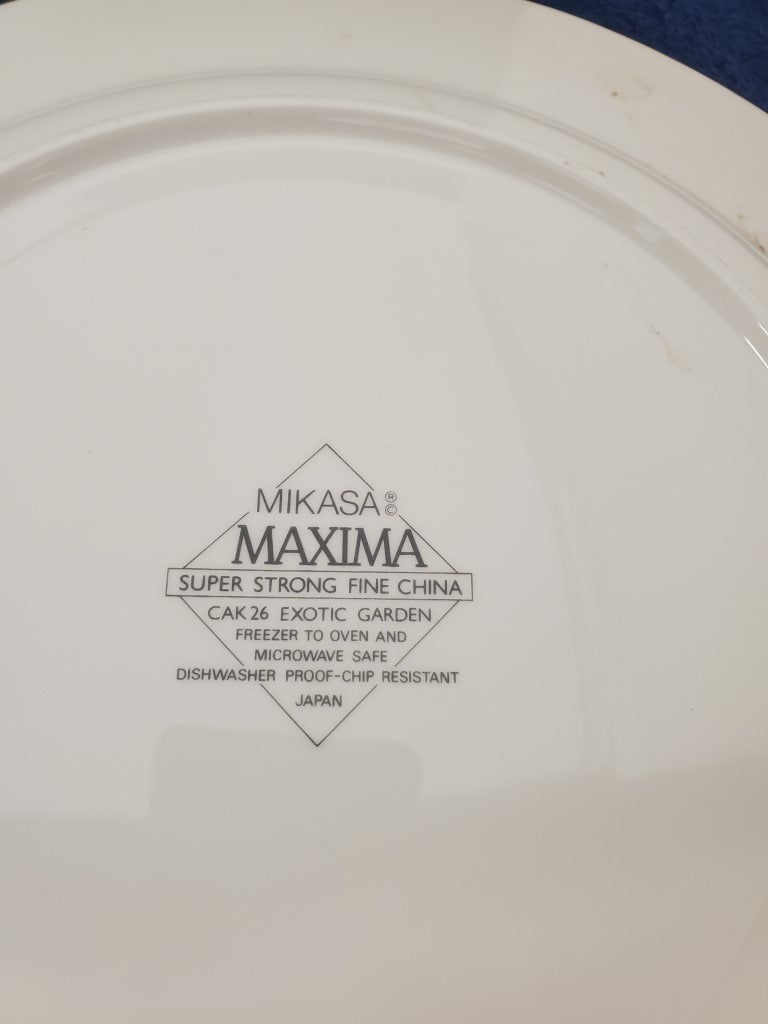 MIKASA ®©
MAXIMA
SUPER STRONG FINE CHINA
CAK 26 EXOTIC GARDEN
FREEZER TO OVEN AND
MICROWAVE SAFE
DISHWASHER PROOF-CHIP RESISTANT
JAPAN